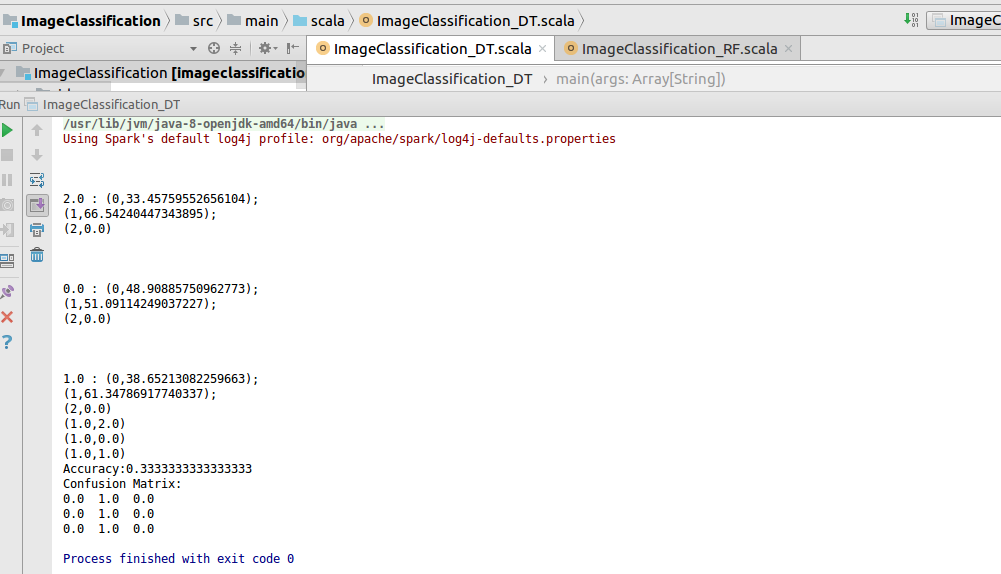 ImageClassification src main scala ImageClassification_DT.scala ImageC
Project ImageClassification_DT.scala ImageClassification_RF.scala
ImageClassification [imageclassificatio ImageClassification_DT main(args: Array[String])
Run ImageClassification_DT
/usr/lib/jvm/java-8-openjdk-amd64/bin/java ...
Using Spark's default log4j profile: org/apache/spark/log4j-defaults.properties
2.0 : (0,33.45759552656104);
(1,66.54240447343895);
(2,0.0)
0.0 : (0,48.90885750962773);
(1,51.09114249037227);
(2,0.0)
1.0 : (0,38.65213082259663);
(1,61.34786917740337);
(2,0.0)
(1.0,2.0)
(1.0,0.0)
(1.0,1.0)
Accuracy:0.3333333333333333
Confusion Matrix:
0.0 1.0 0.0
0.0 1.0 0.0
0.0 1.0 0.0
Process finished with exit code 0